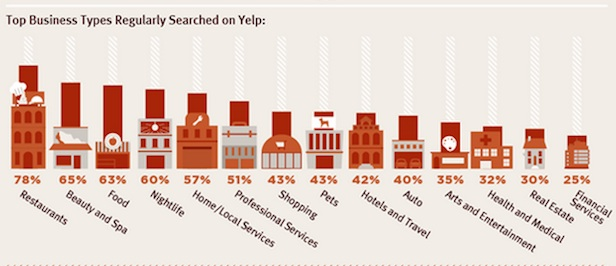 Top Business Types Regularly Searched on Yelp:
78%
65%
63%
60%
57%
51%
43%
43%
42%
40%
35%
32%
30%
25%
Restaurants
Beauty and Spa
Food
Nightlife
Home/Local Services
Professional Services
Shopping
Pets
Hotels and Travel
Auto
Arts and Entertainment
Health and Medical
Real Estate
Financial
Services